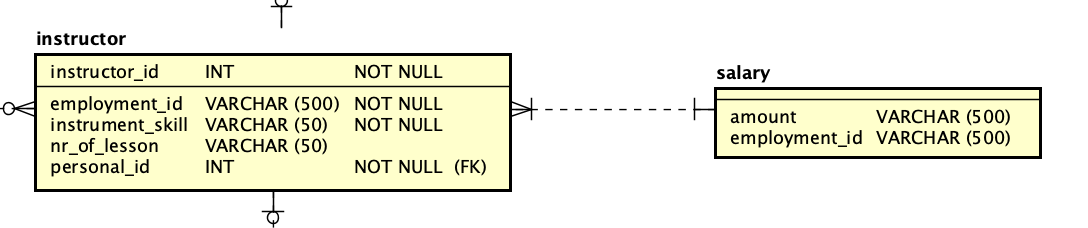 instructor
instructor_id INT NOT NULL
employment_id VARCHAR (500) NOT NULL
instrument_skill VARCHAR (50) NOT NULL
nr_of_lesson VARCHAR (50)
personal_id INT NOT NULL (FK)
salary
amount VARCHAR (500)
employment_id VARCHAR (500)